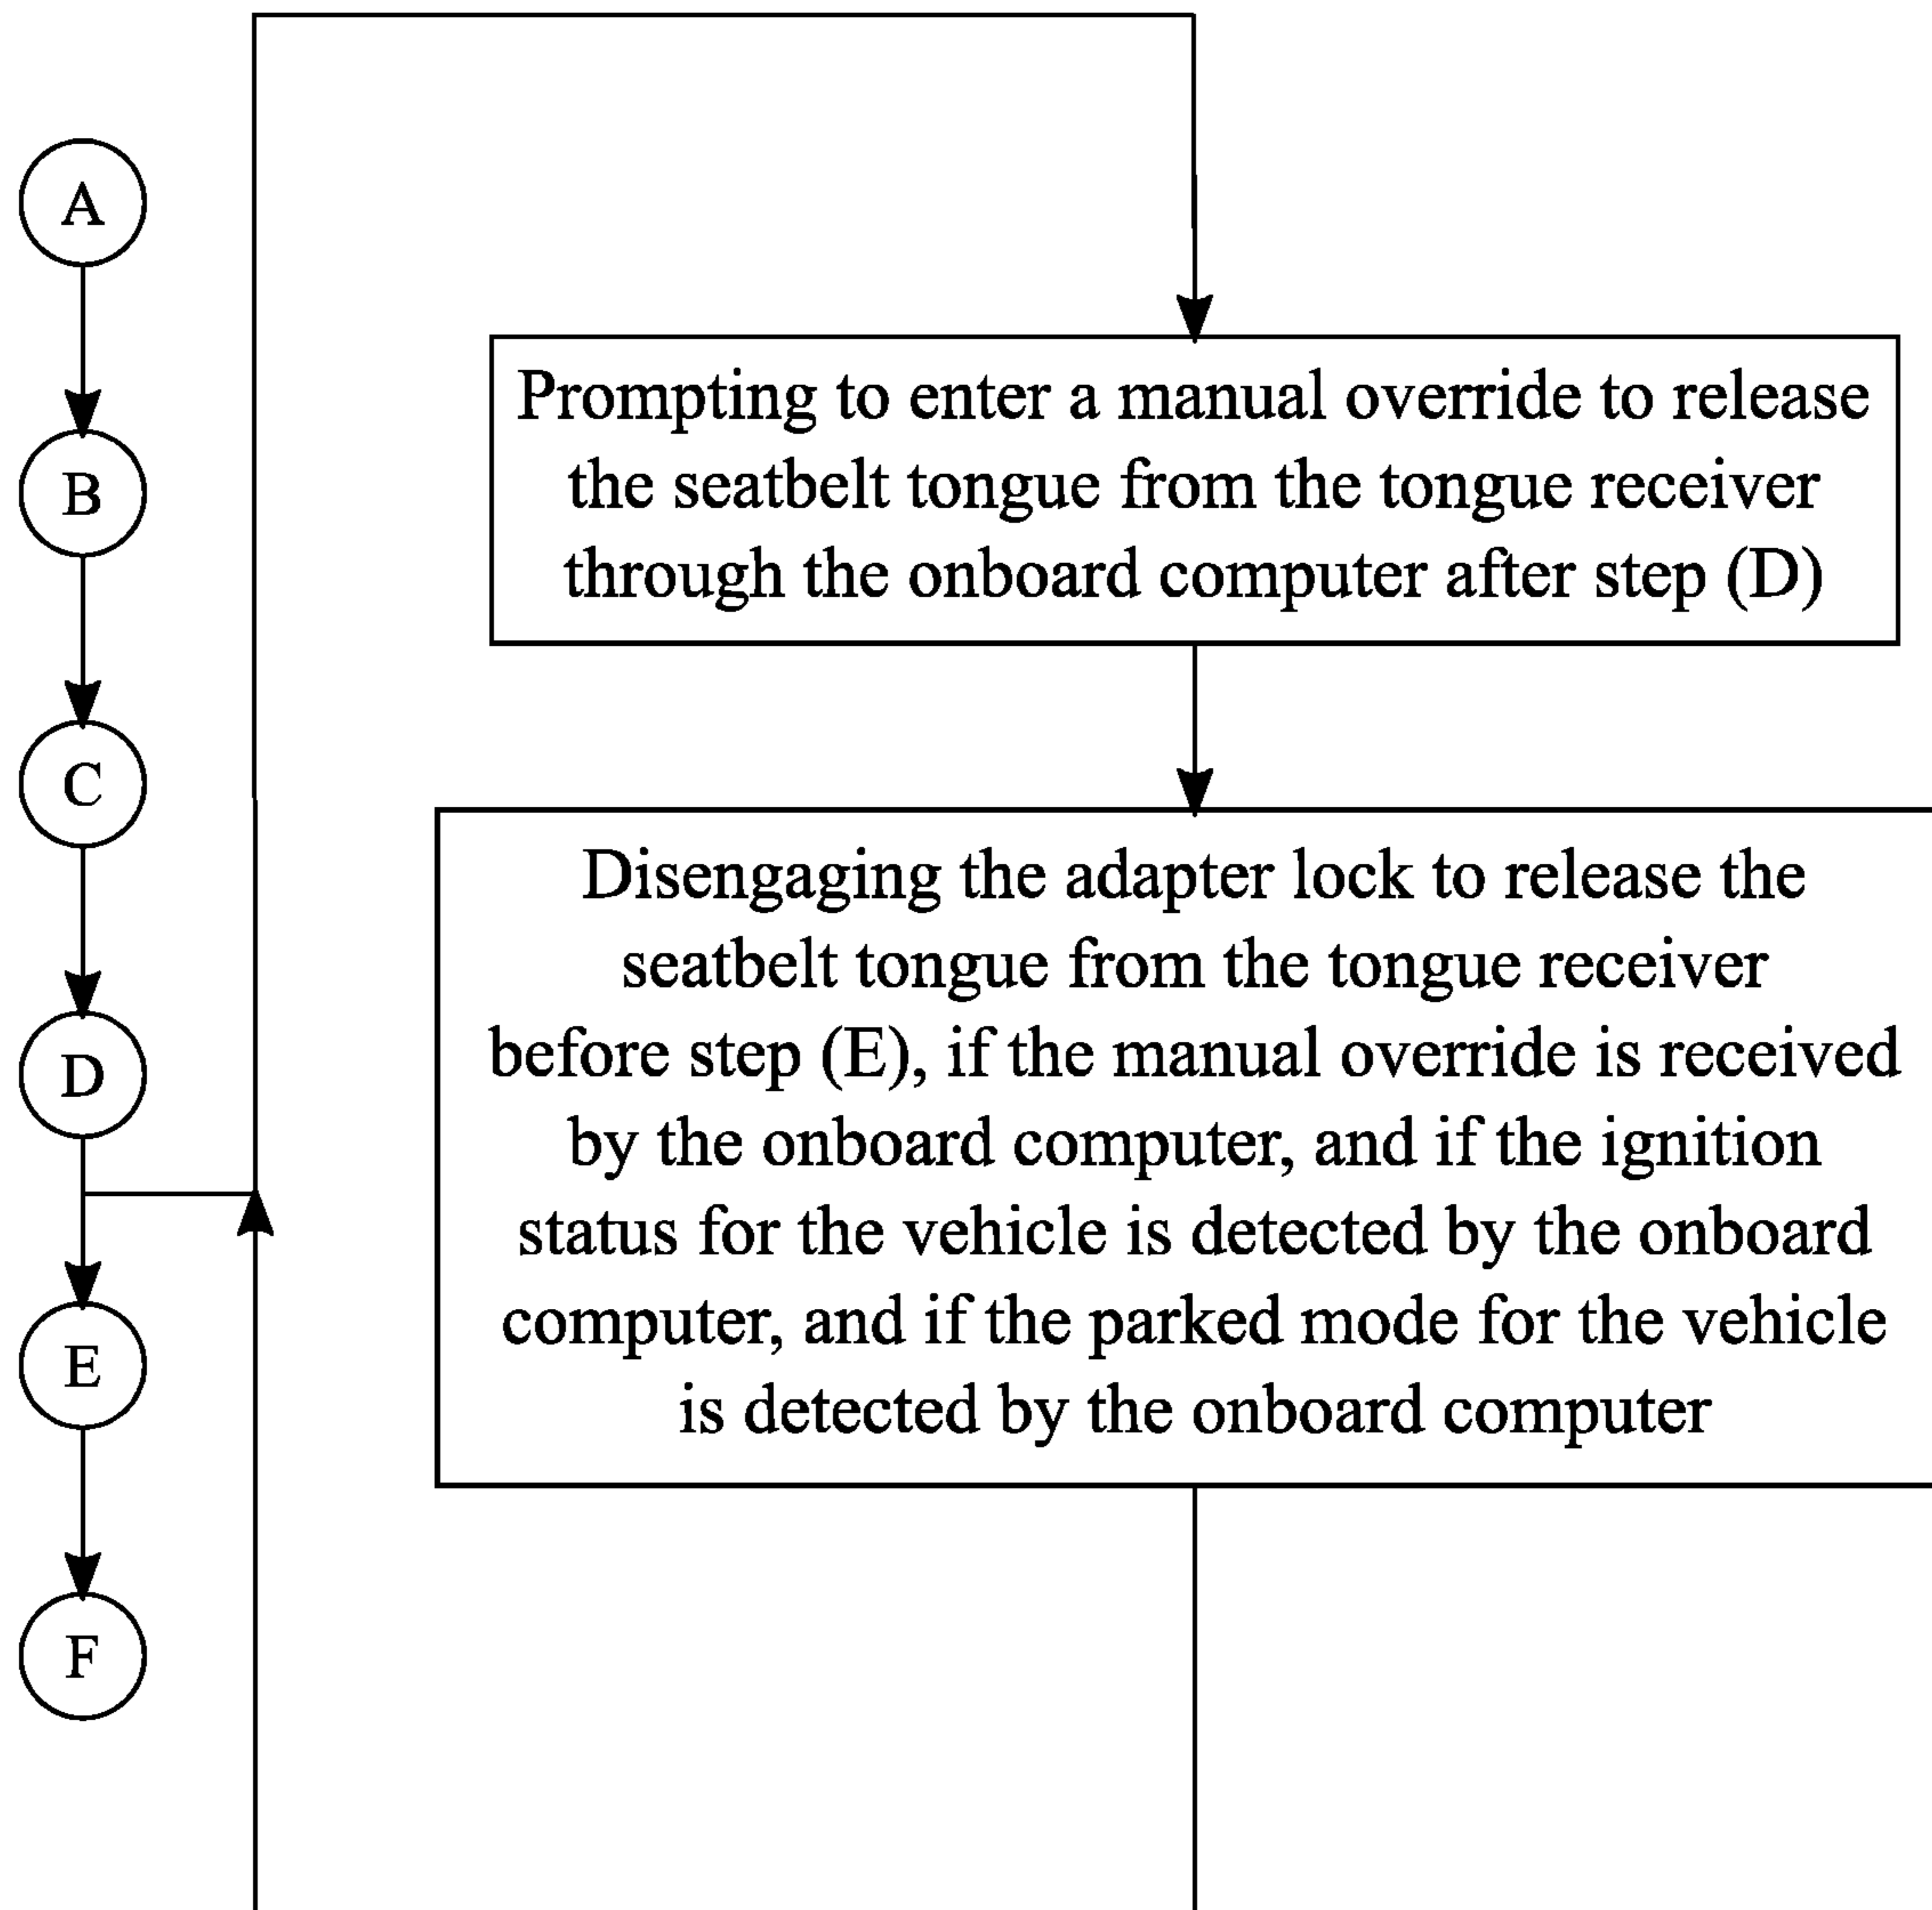 A
B
C
D
E
F
Prompting to enter a manual override to release
the seatbelt tongue from the tongue receiver
through the onboard computer after step (D)
Disengaging the adapter lock to release the
seatbelt tongue from the tongue receiver
before step (E), if the manual override is received
by the onboard computer, and if the ignition
status for the vehicle is detected by the onboard
computer, and if the parked mode for the vehicle
is detected by the onboard computer